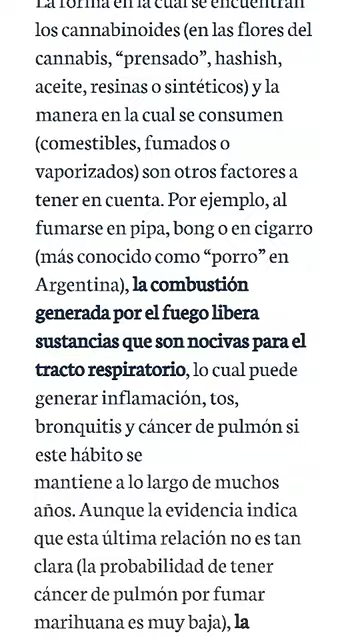 La forma en la cual se encuentran
los cannabinoides (en las flores del
cannabis, “prensado”, hashish,
aceite, resinas o sintéticos) y la
manera en la cual se consumen
(comestibles, fumados o
vaporizados) son otros factores a
tener en cuenta. Por ejemplo, al
fumarse en pipa, bong o en cigarro
(más conocido como “porro” en
Argentina), la combustión
generada por el fuego libera
sustancias que son nocivas para el
tracto respiratorio, lo cual puede
generar inflamación, tos,
bronquitis y cáncer de pulmón si
este hábito se
mantiene a lo largo de muchos
años. Aunque la evidencia indica
que esta última relación no es tan
clara (la probabilidad de tener
cáncer de pulmón por fumar
marihuana es muy baja), la